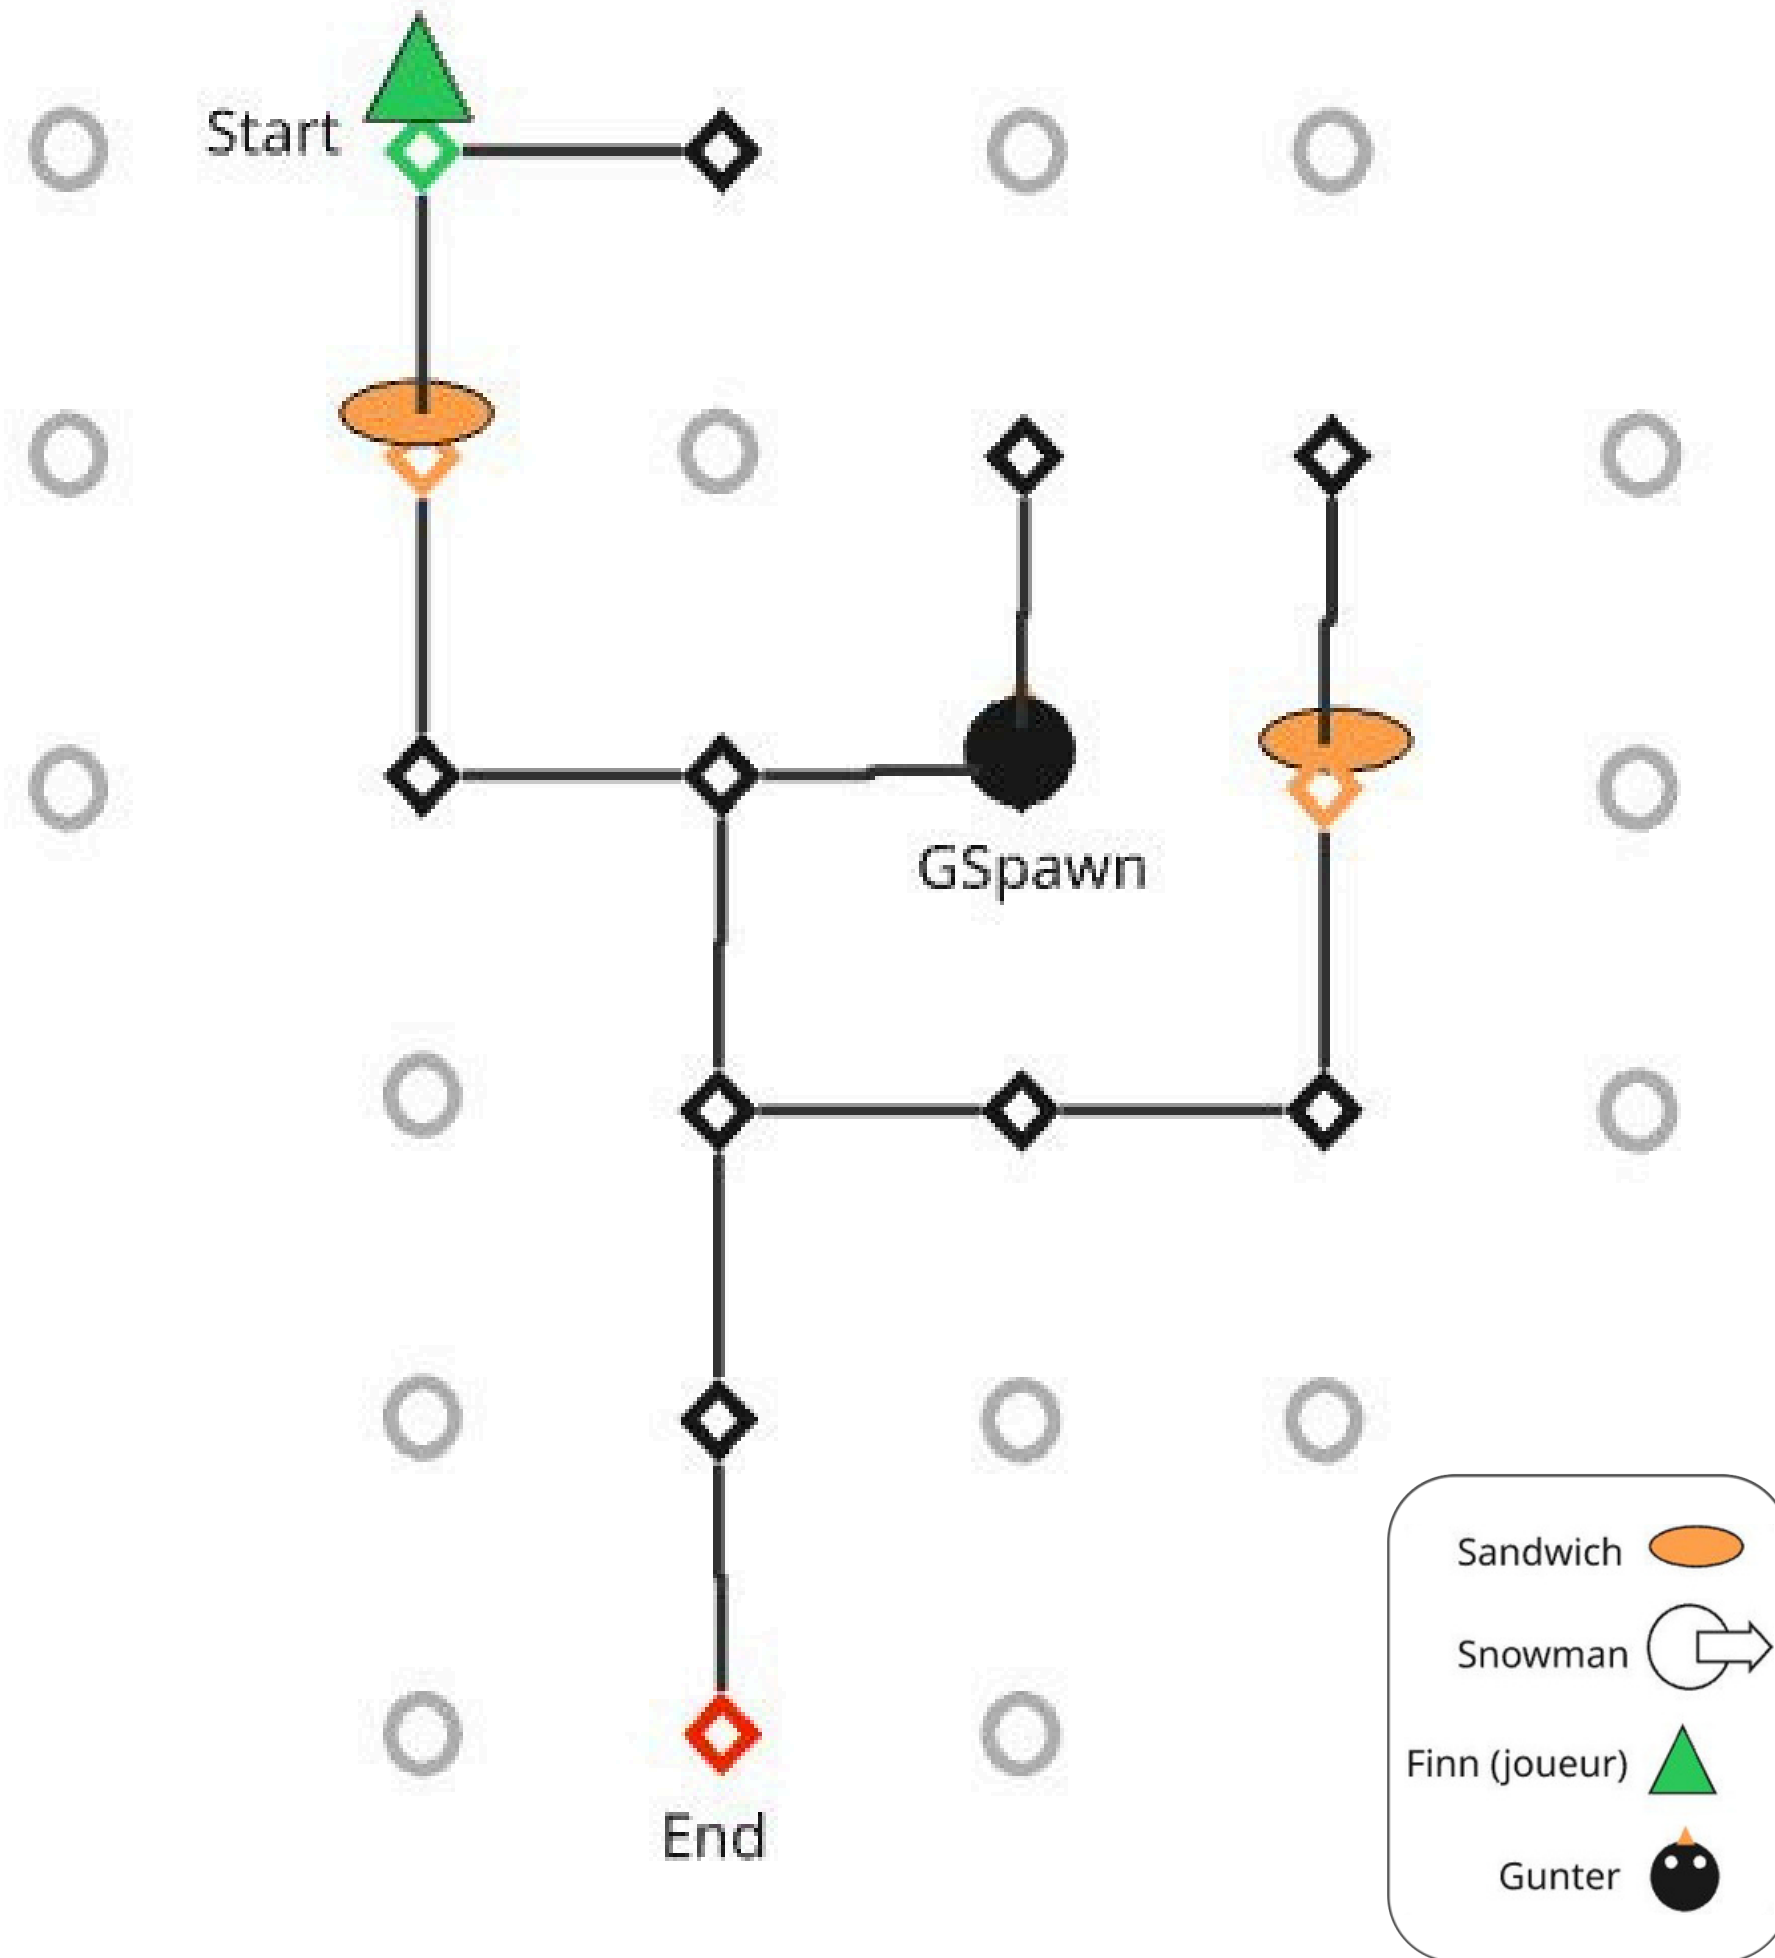 Start
GSpawn
End
Sandwich
Snowman
Finn (joueur)
Gunter